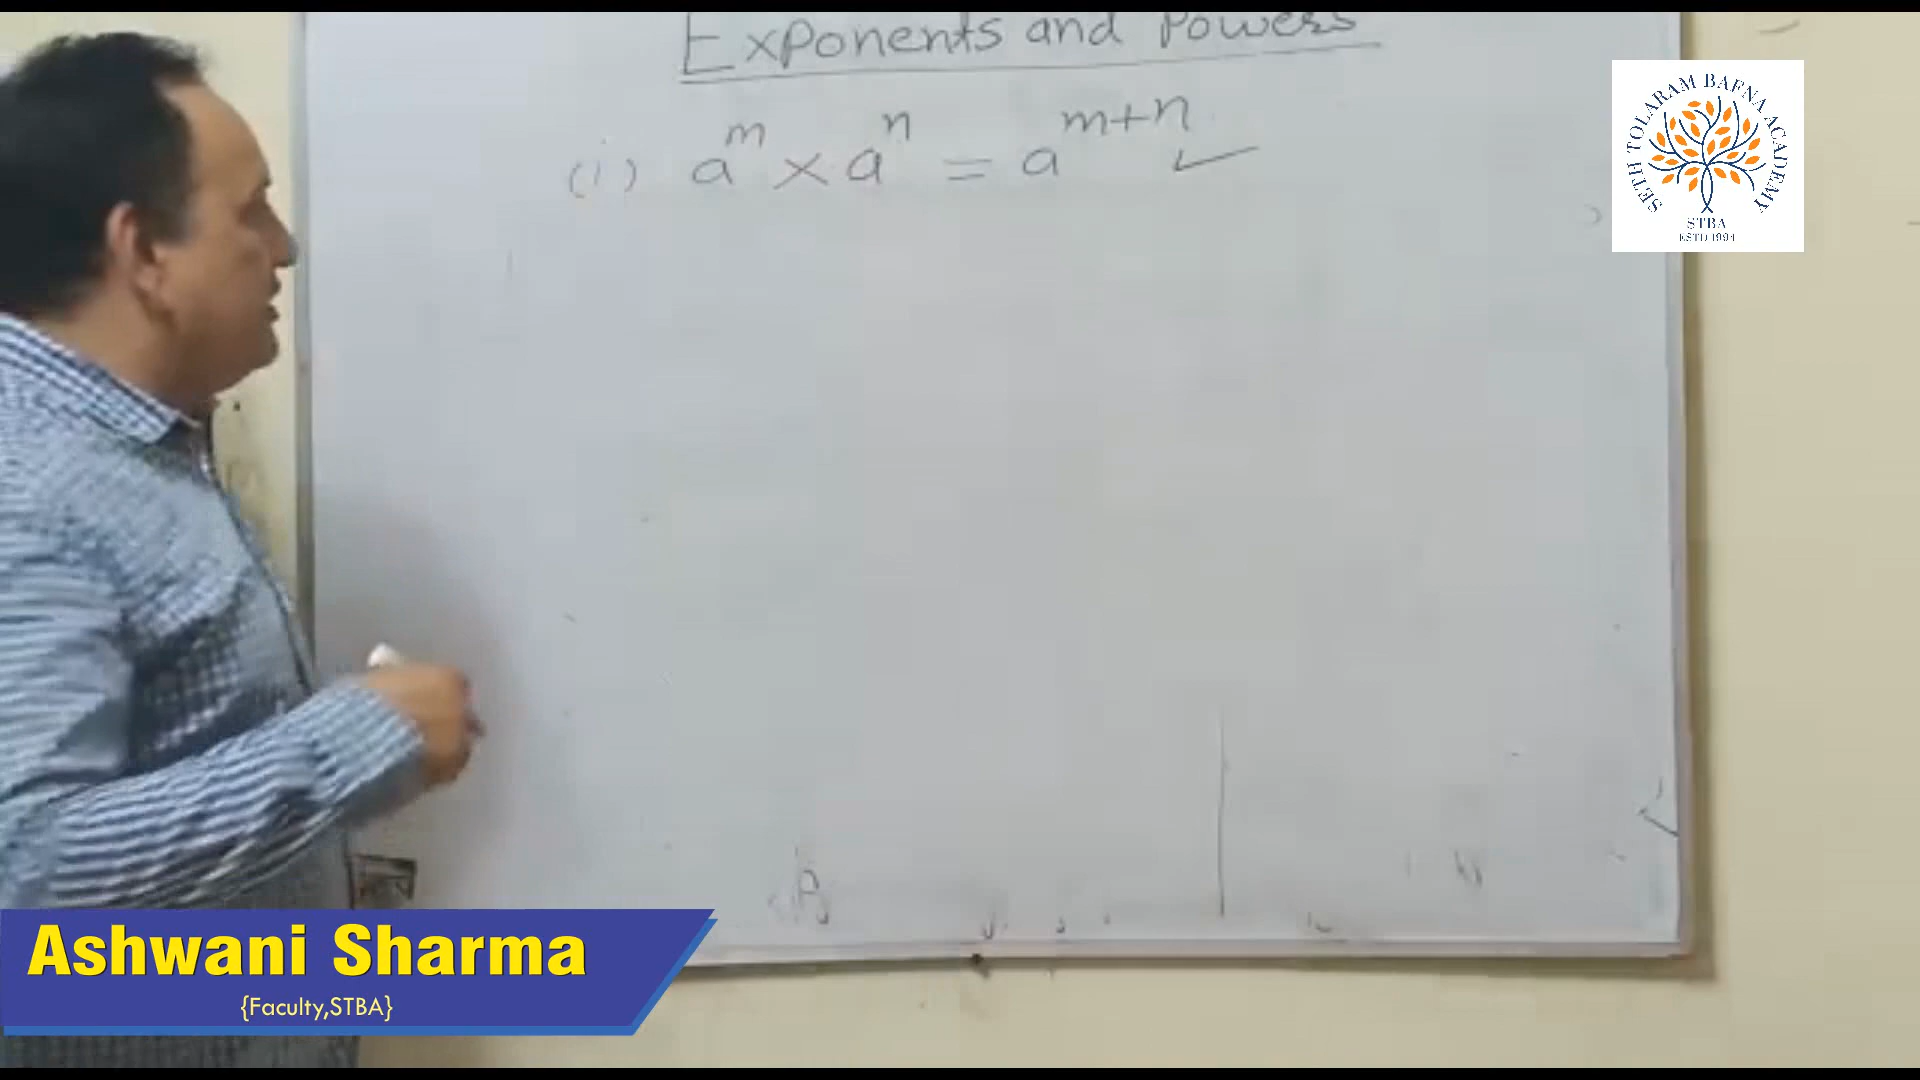 Exponents and Powers
(i) a^m × a^n = a^{m+n} ✓
SETH TOLARAM BAFNA ACADEMY
STBA
ESTD 1994
Ashwani Sharma
{Faculty,STBA}